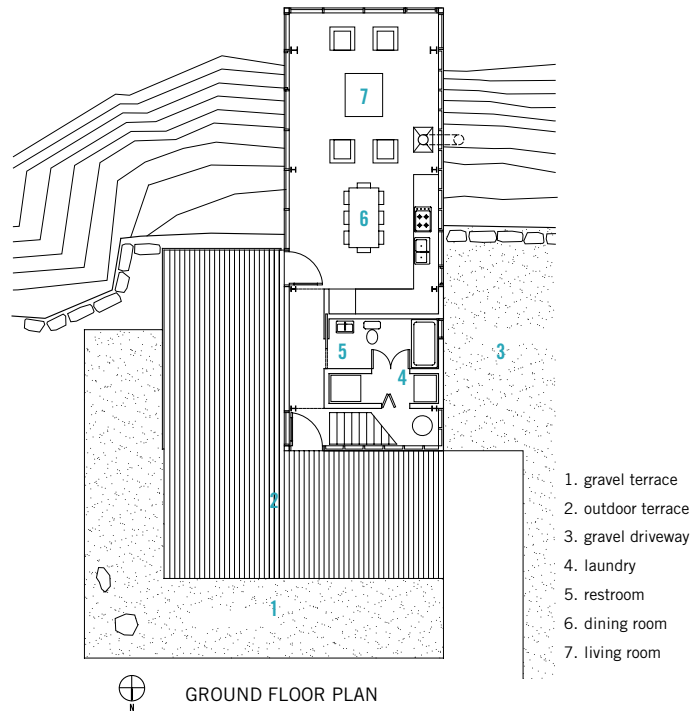 7
6
5
4
3
2
1
1. gravel terrace
2. outdoor terrace
3. gravel driveway
4. laundry
5. restroom
6. dining room
7. living room
N
GROUND FLOOR PLAN